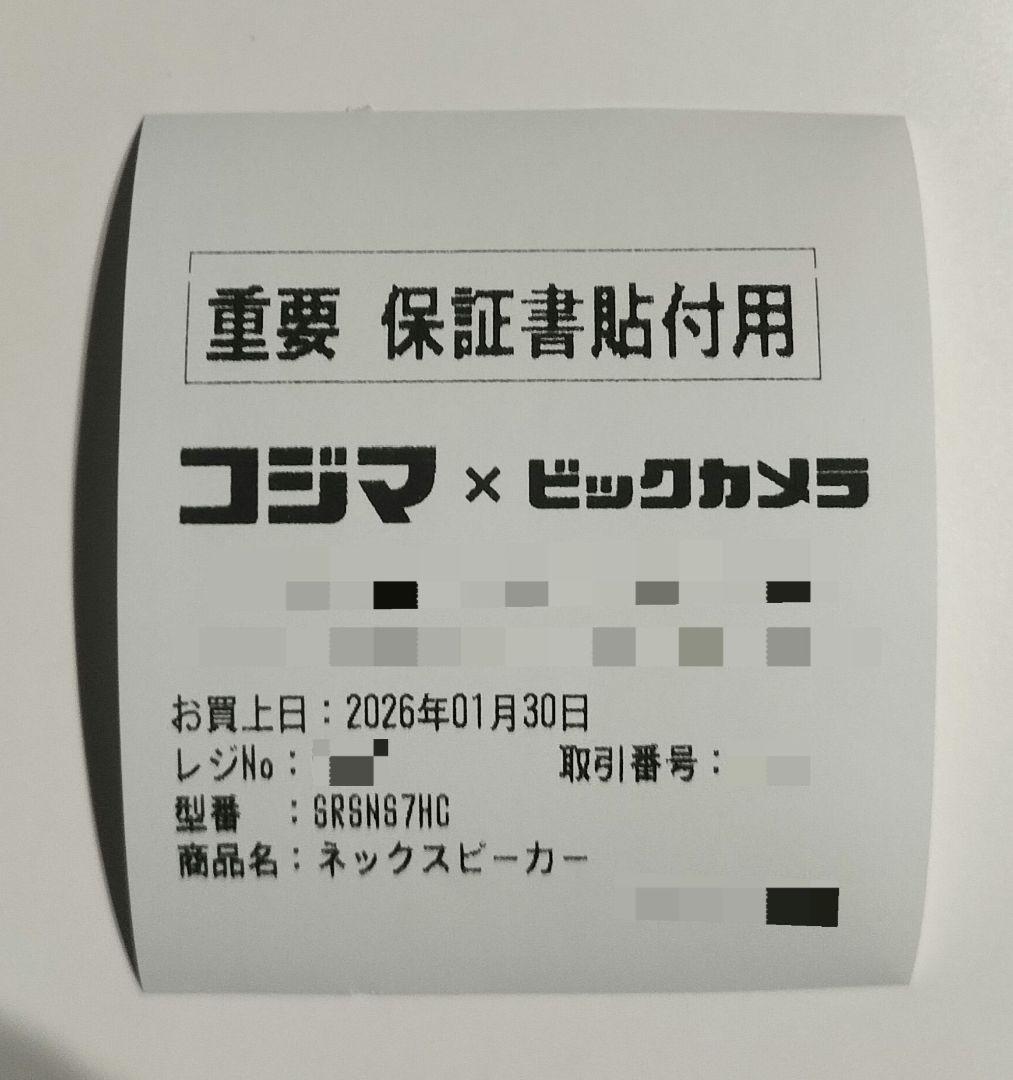 重要 保証書貼付用
コジマ×ビックカメラ
お買上日：2026年01月30日
レジNo：　取引番号：
型番　：SRSNS7HC
商品名：ネックスピーカー